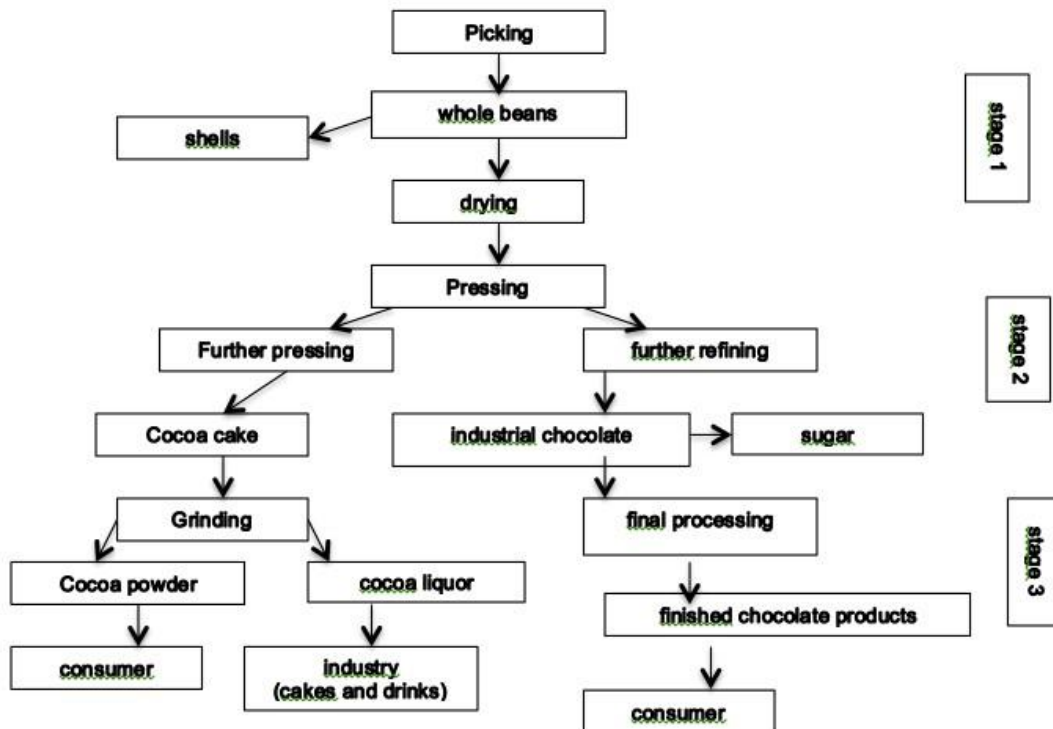 Picking
whole beans
stage 1
shells
drying
Pressing
stage 2
Further pressing
further refining
Cocoa cake
industrial chocolate
sugar
Grinding
final processing
stage 3
Cocoa powder
cocoa liquor
finished chocolate products
consumer
industry
(cakes and drinks)
consumer